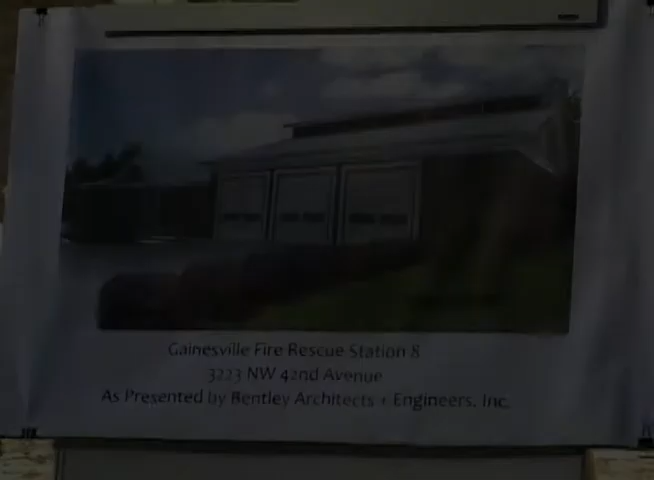 Gainesville Fire Rescue Station 8
3223 NW 42nd Avenue
As Presented by Bentley Architects + Engineers, Inc.